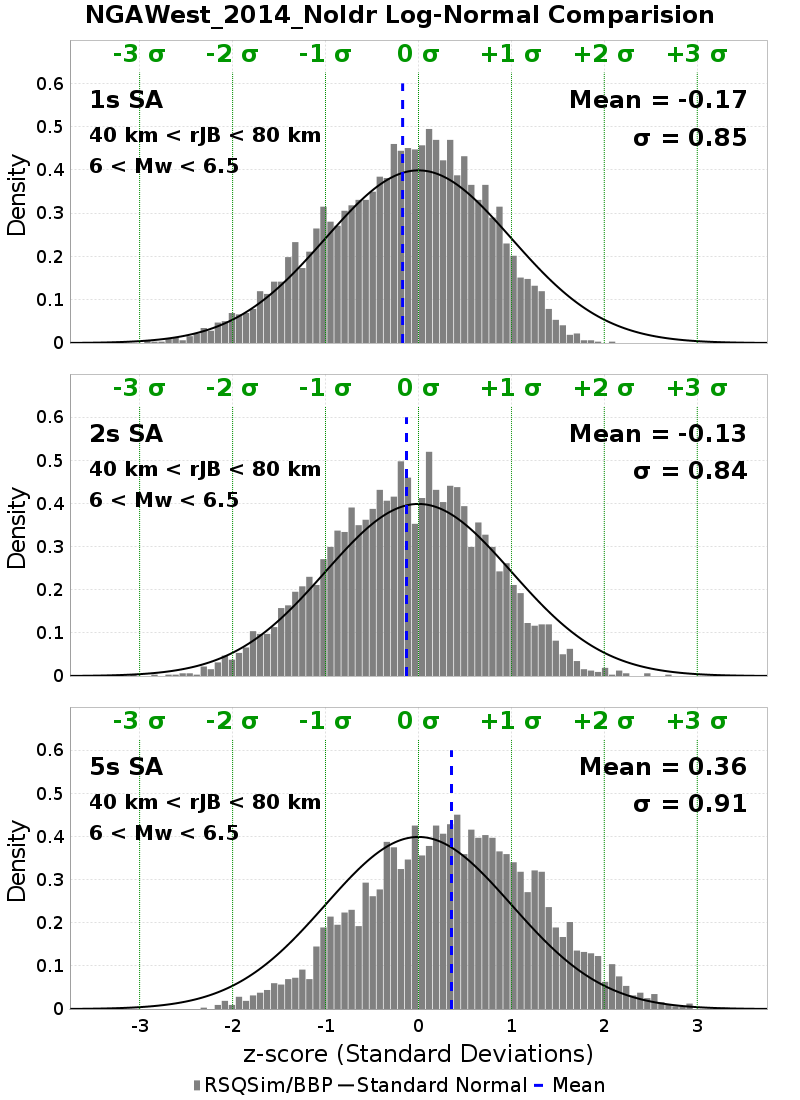 NGAWest_2014_NoIdr Log-Normal Comparision
-3 σ -2 σ -1 σ 0 σ +1 σ +2 σ +3 σ
0.6
1s SA Mean = -0.17
0.5
40 km < rJB < 80 km σ = 0.85
6 < Mw < 6.5
0.4
Density
0.3
0.2
0.1
0
-3 σ -2 σ -1 σ 0 σ +1 σ +2 σ +3 σ
0.6
2s SA Mean = -0.13
0.5
40 km < rJB < 80 km σ = 0.84
6 < Mw < 6.5
0.4
Density
0.3
0.2
0.1
0
-3 σ -2 σ -1 σ 0 σ +1 σ +2 σ +3 σ
0.6
5s SA Mean = 0.36
0.5
40 km < rJB < 80 km σ = 0.91
6 < Mw < 6.5
0.4
Density
0.3
0.2
0.1
0
-3 -2 -1 0 1 2 3
z-score (Standard Deviations)
RSQSim/BBP Standard Normal Mean